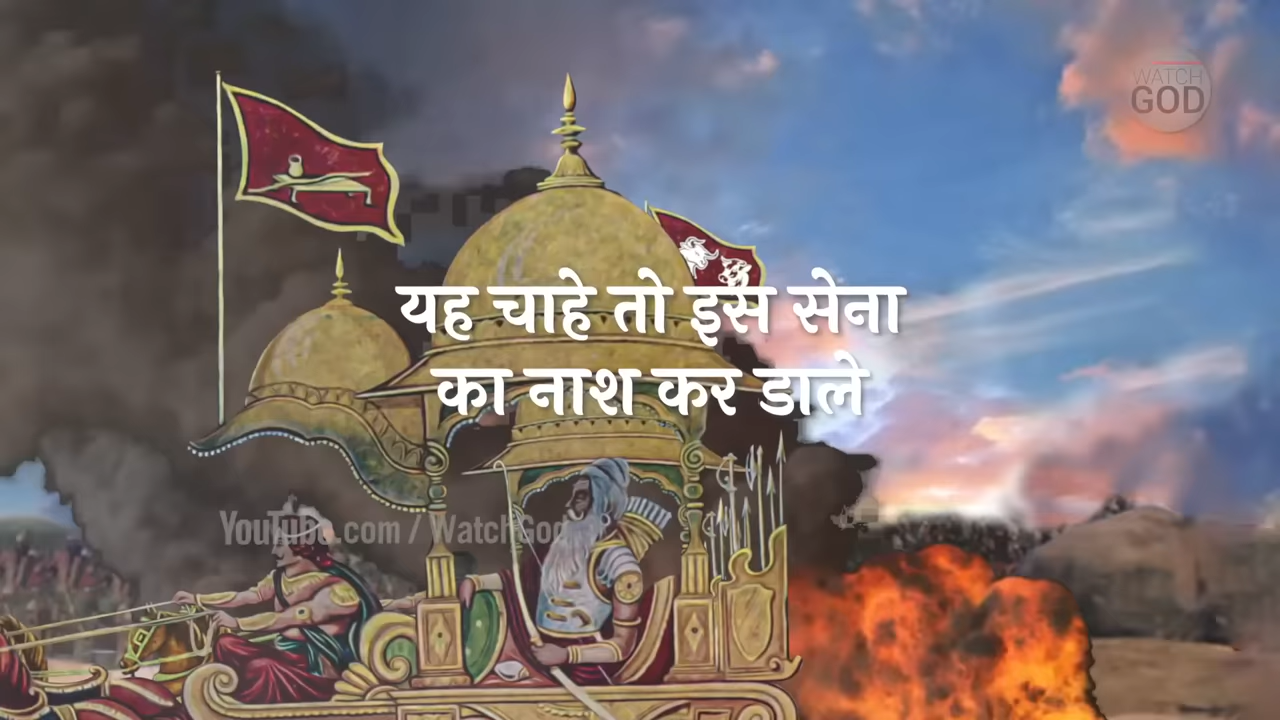 WATCH
GOD
यह चाहे तो इस सेना
का नाश कर डाले
YouTube.com / WatchGod